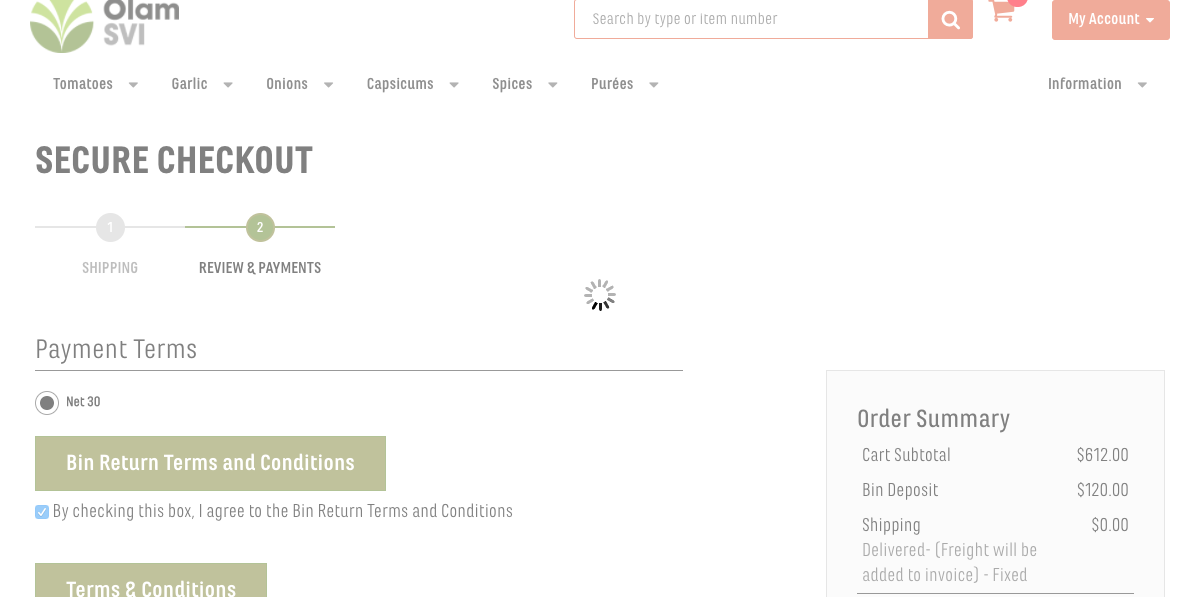 Olam
SVI
Search by type or item number
My Account
Tomatoes
Garlic
Onions
Capsicums
Spices
Purées
Information
SECURE CHECKOUT
1
2
SHIPPING
REVIEW & PAYMENTS
Payment Terms
Net 30
Bin Return Terms and Conditions
By checking this box, I agree to the Bin Return Terms and Conditions
Terms & Conditions
Order Summary
Cart Subtotal $612.00
Bin Deposit $120.00
Shipping $0.00
Delivered- (Freight will be
added to invoice) - Fixed